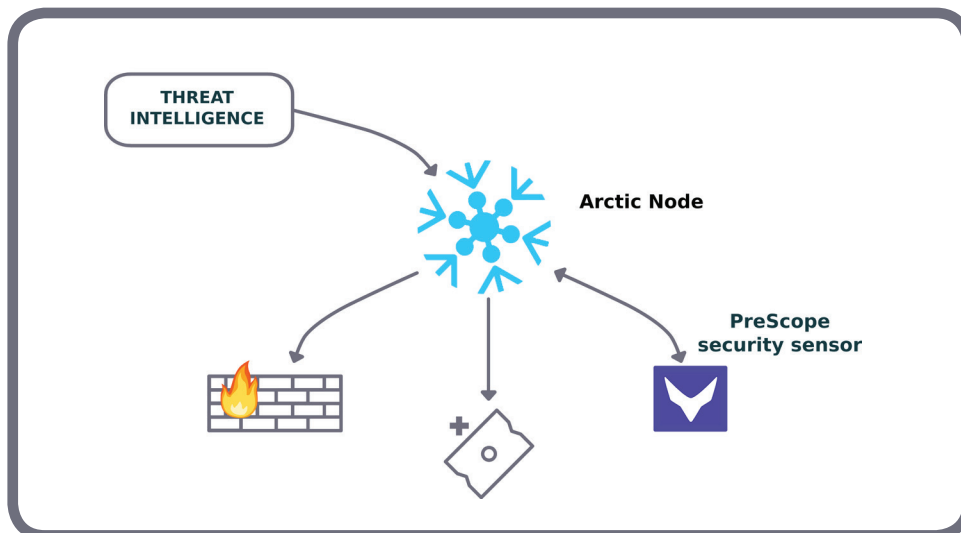 THREAT
INTELLIGENCE
Arctic Node
PreScope
security sensor